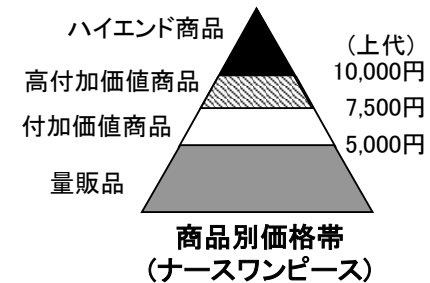 ハイエンド商品
(上代)
10,000円
高付加価値商品
7,500円
付加価値商品
5,000円
量販品
商品別価格帯
(ナースワンピース)